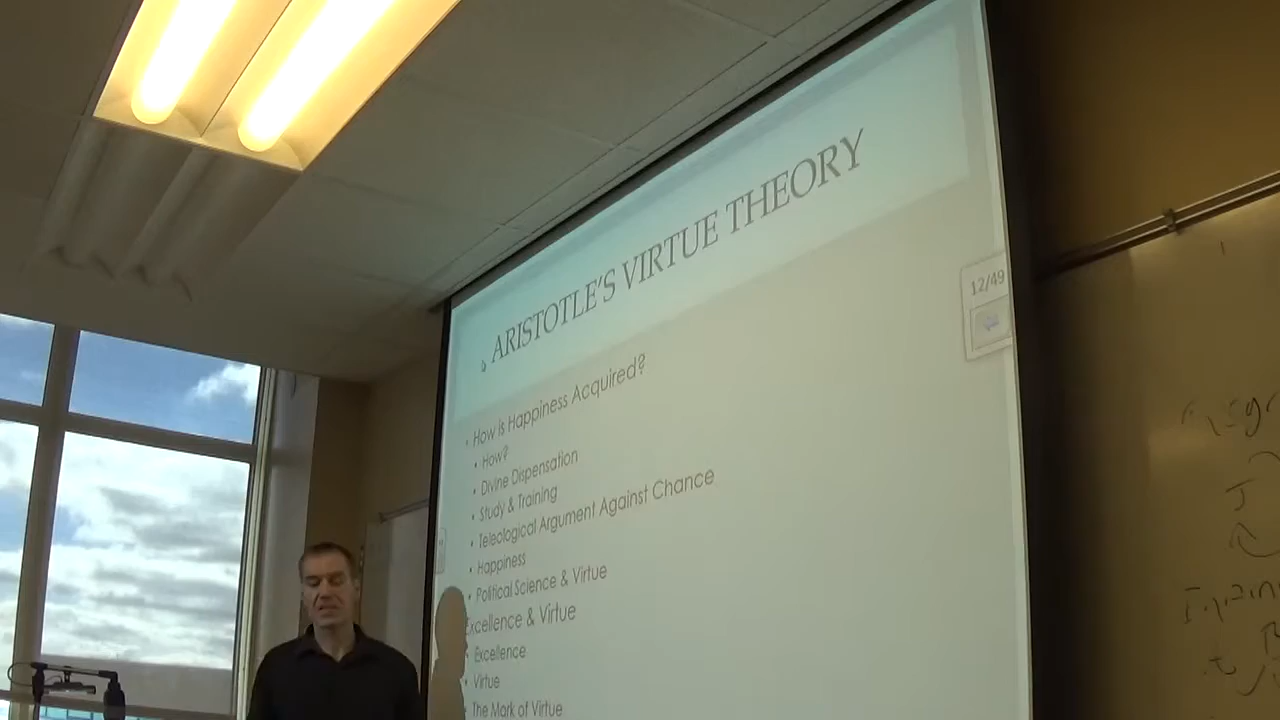 ARISTOTLE'S VIRTUE THEORY
12/49
• How is Happiness Acquired?
• How?
• Divine Dispensation
• Study & Training
• Teleological Argument Against Chance
• Happiness
• Political Science & Virtue
Excellence & Virtue
• Excellence
• Virtue
• The Mark of Virtue